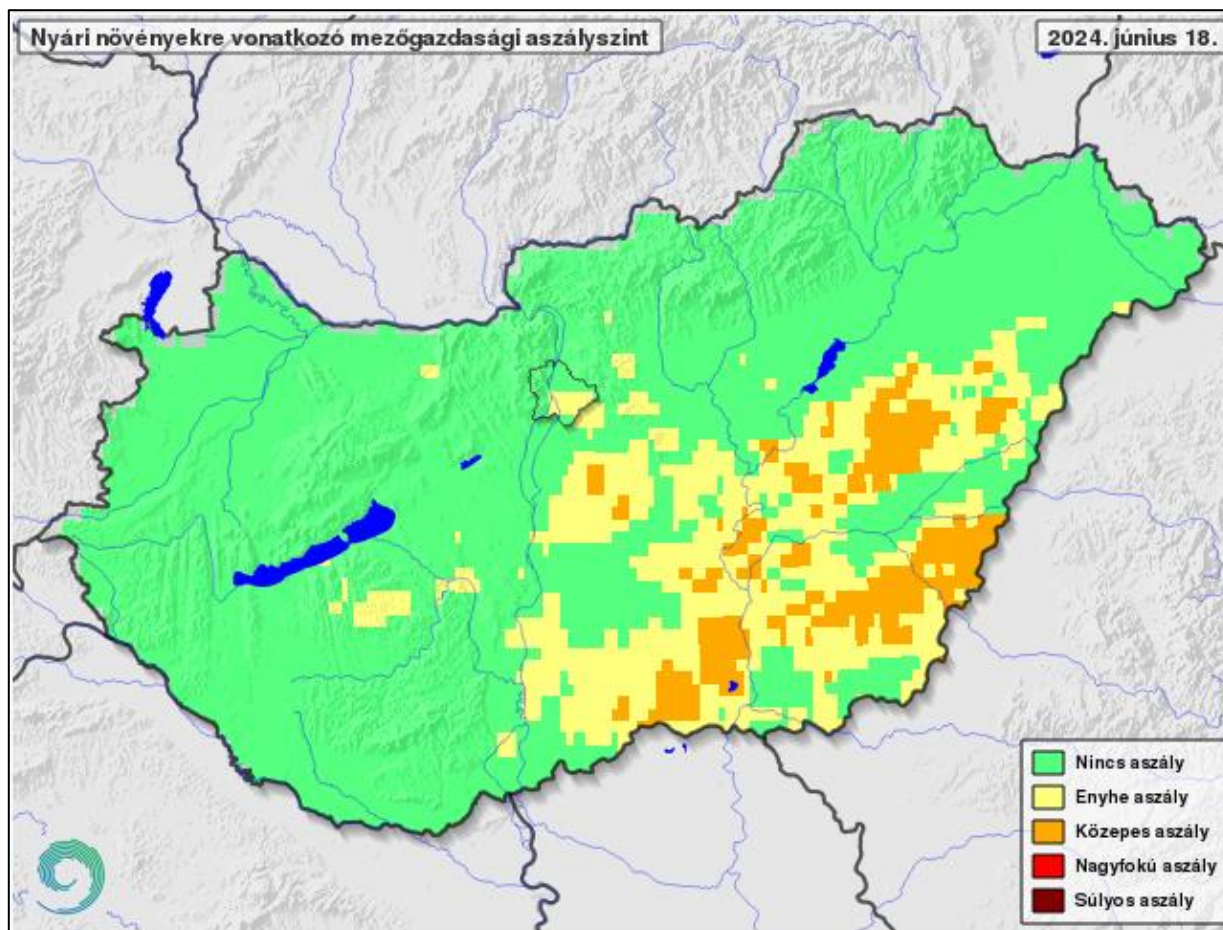 Nyári növényekre vonatkozó mezőgazdasági aszályszint
2024. június 18.
Nincs aszály
Enyhe aszály
Közepes aszály
Nagyfokú aszály
Súlyos aszály